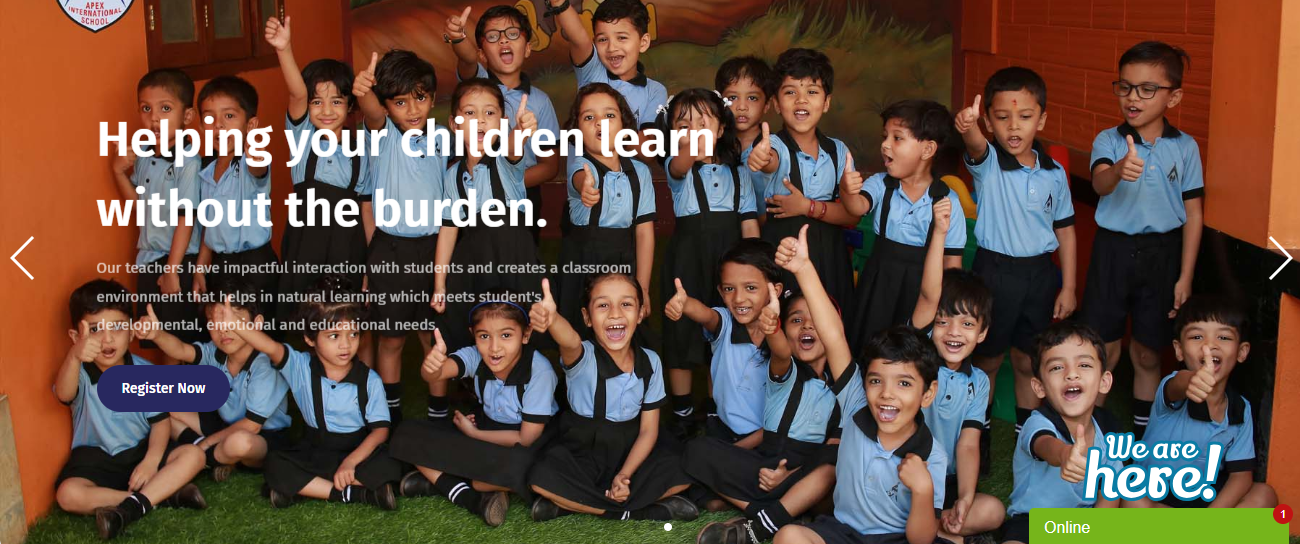 APEX
INTERNATIONAL
SCHOOL
Helping your children learn
without the burden.
Our teachers have impactful interaction with students and creates a classroom
environment that helps in natural learning which meets student's
developmental, emotional and educational needs.
Register Now
We are
here!
Online
1